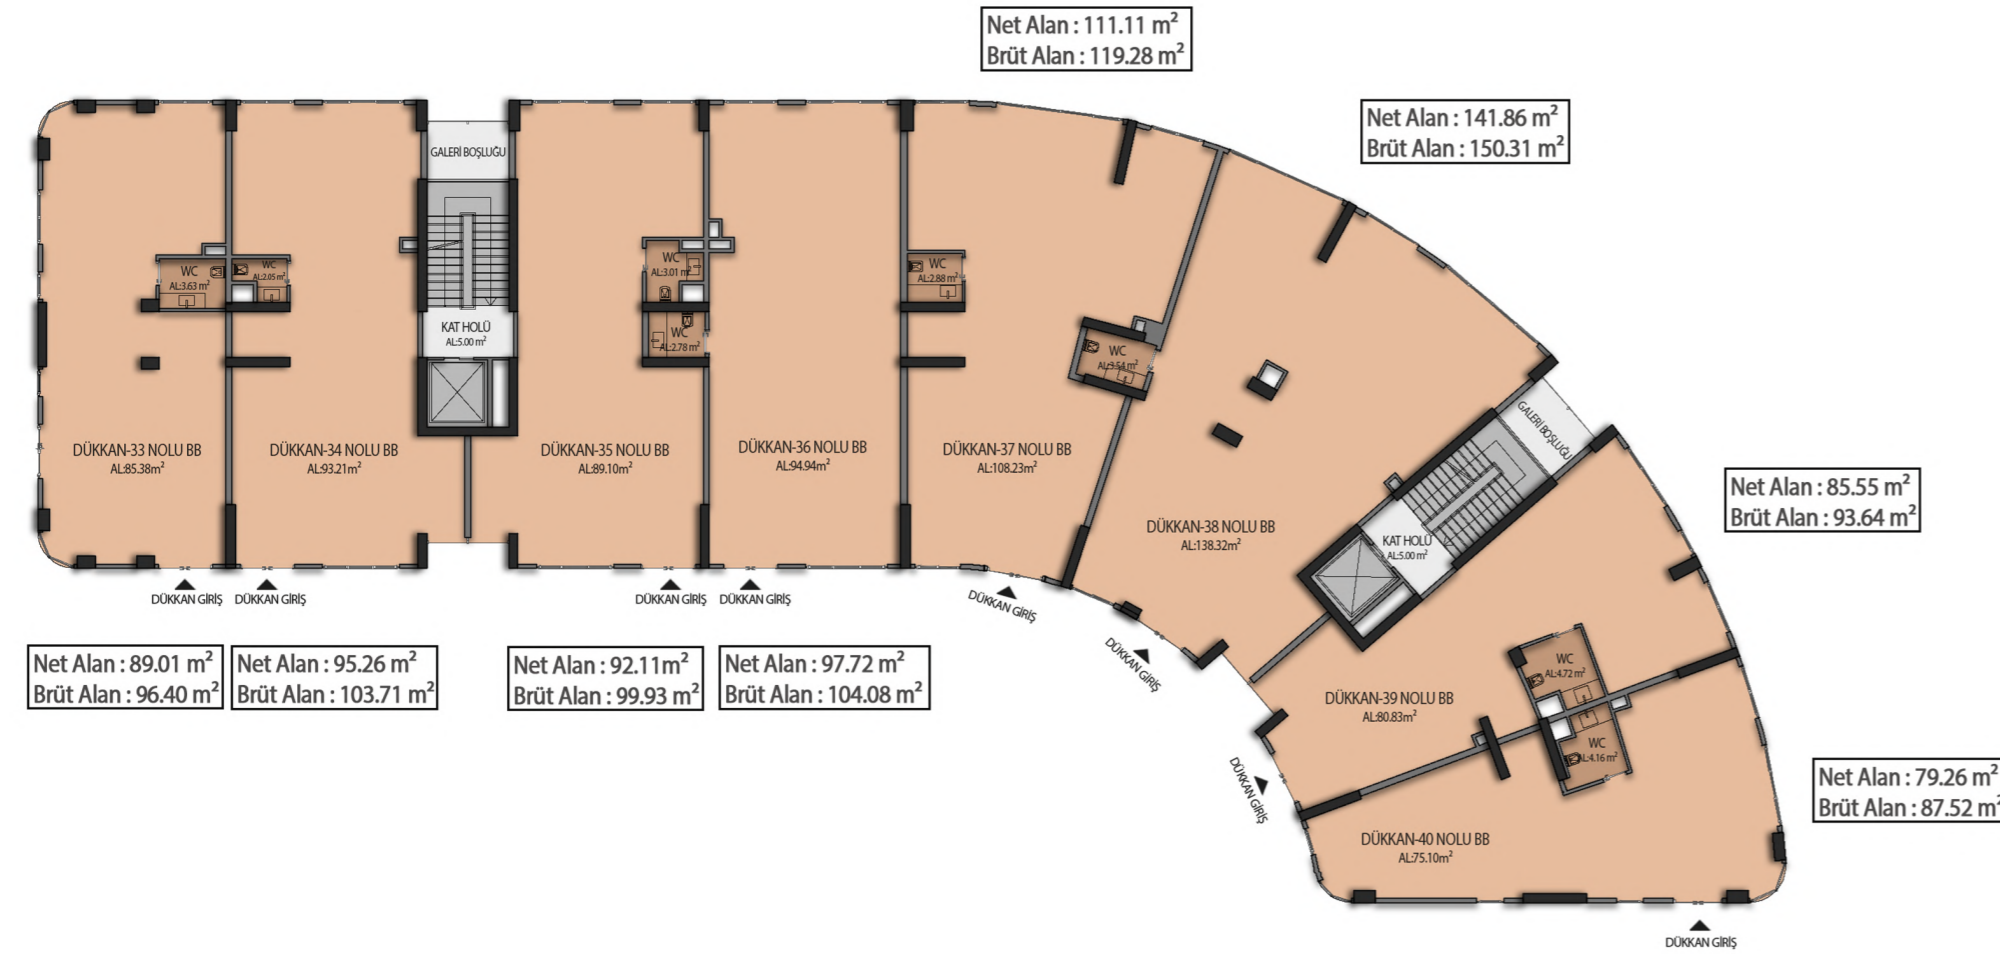 Net Alan : 111.11 m²
Brüt Alan : 119.28 m²
Net Alan : 141.86 m²
Brüt Alan : 150.31 m²
GALERİ BOŞLUĞU
WC
AL:3.63 m²
WC
AL:2.05 m²
WC
AL:3.01 m²
WC
AL:2.88 m²
KAT HOLÜ
AL:5.00 m²
WC
AL:2.78 m²
WC
AL:3.54 m²
GALERİ BOŞLUĞU
DÜKKAN-33 NOLU BB
AL:85.38m²
DÜKKAN-34 NOLU BB
AL:93.21m²
DÜKKAN-35 NOLU BB
AL:89.10m²
DÜKKAN-36 NOLU BB
AL:94.94m²
DÜKKAN-37 NOLU BB
AL:108.23m²
DÜKKAN-38 NOLU BB
AL:138.32m²
KAT HOLÜ
AL:5.00 m²
Net Alan : 85.55 m²
Brüt Alan : 93.64 m²
DÜKKAN GİRİŞ
DÜKKAN GİRİŞ
DÜKKAN GİRİŞ
DÜKKAN GİRİŞ
DÜKKAN GİRİŞ
DÜKKAN GİRİŞ
Net Alan : 89.01 m²
Brüt Alan : 96.40 m²
Net Alan : 95.26 m²
Brüt Alan : 103.71 m²
Net Alan : 92.11m²
Brüt Alan : 99.93 m²
Net Alan : 97.72 m²
Brüt Alan : 104.08 m²
WC
AL:4.72 m²
DÜKKAN-39 NOLU BB
AL:80.83m²
WC
AL:4.16 m²
DÜKKAN GİRİŞ
Net Alan : 79.26 m²
Brüt Alan : 87.52 m²
DÜKKAN-40 NOLU BB
AL:75.10m²
DÜKKAN GİRİŞ